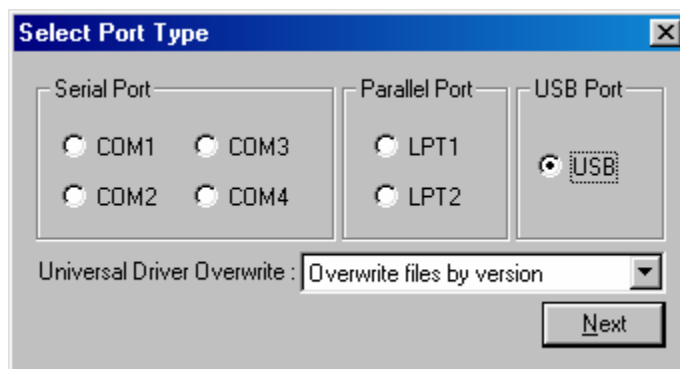 Select Port Type
Serial Port Parallel Port USB Port
COM1 COM3 LPT1 USB
COM2 COM4 LPT2
Universal Driver Overwrite : Overwrite files by version
Next